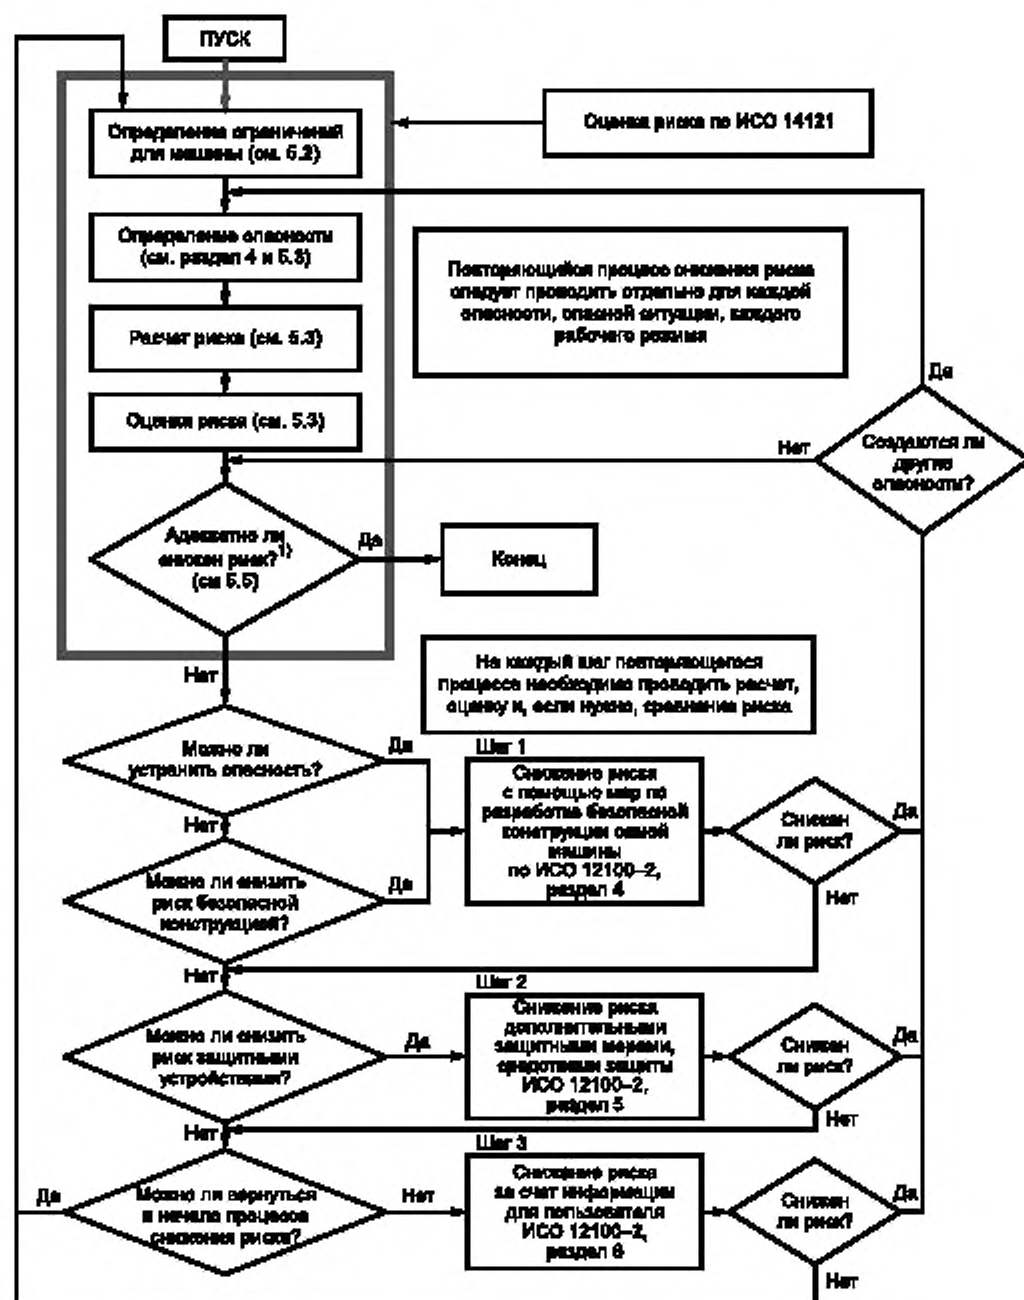 ПУСК
Определение ограничений
для машины (см. 5.2)
Оценка риска по ИСО 14121
Определение опасности
(см. раздел 4 и 5.3)
Повторяющийся процесс снижения риска
следует проводить отдельно для каждой
опасности, опасной ситуации, каждого
рабочего режима
Расчет риска (см. 5.3)
Оценка риска (см. 5.3)
Да
Нет
Создаются ли
другие
опасности?
Адекватно ли
снижен риск?1)
(см 5.5)
Да
Конец
Нет
На каждый шаг повторяющегося
процесса необходимо проводить расчет,
оценку и, если нужно, сравнение риска
Можно ли
устранить опасность?
Да
Шаг 1
Снижение риска
с помощью мер по
разработке безопасной
конструкции самой
машины
по ИСО 12100–2,
раздел 4
Снижен
ли риск?
Да
Нет
Нет
Можно ли снизить
риск безопасной
конструкцией?
Да
Нет
Шаг 2
Можно ли снизить
риск защитными
устройствами?
Да
Снижение риска
дополнительными
защитными мерами,
средствами защиты
ИСО 12100–2,
раздел 5
Снижен
ли риск?
Да
Нет
Нет
Шаг 3
Да
Можно ли вернуться
в начало процесса
снижения риска?
Нет
Снижение риска
за счет информации
для пользователя
ИСО 12100–2,
раздел 6
Снижен
ли риск?
Да
Нет